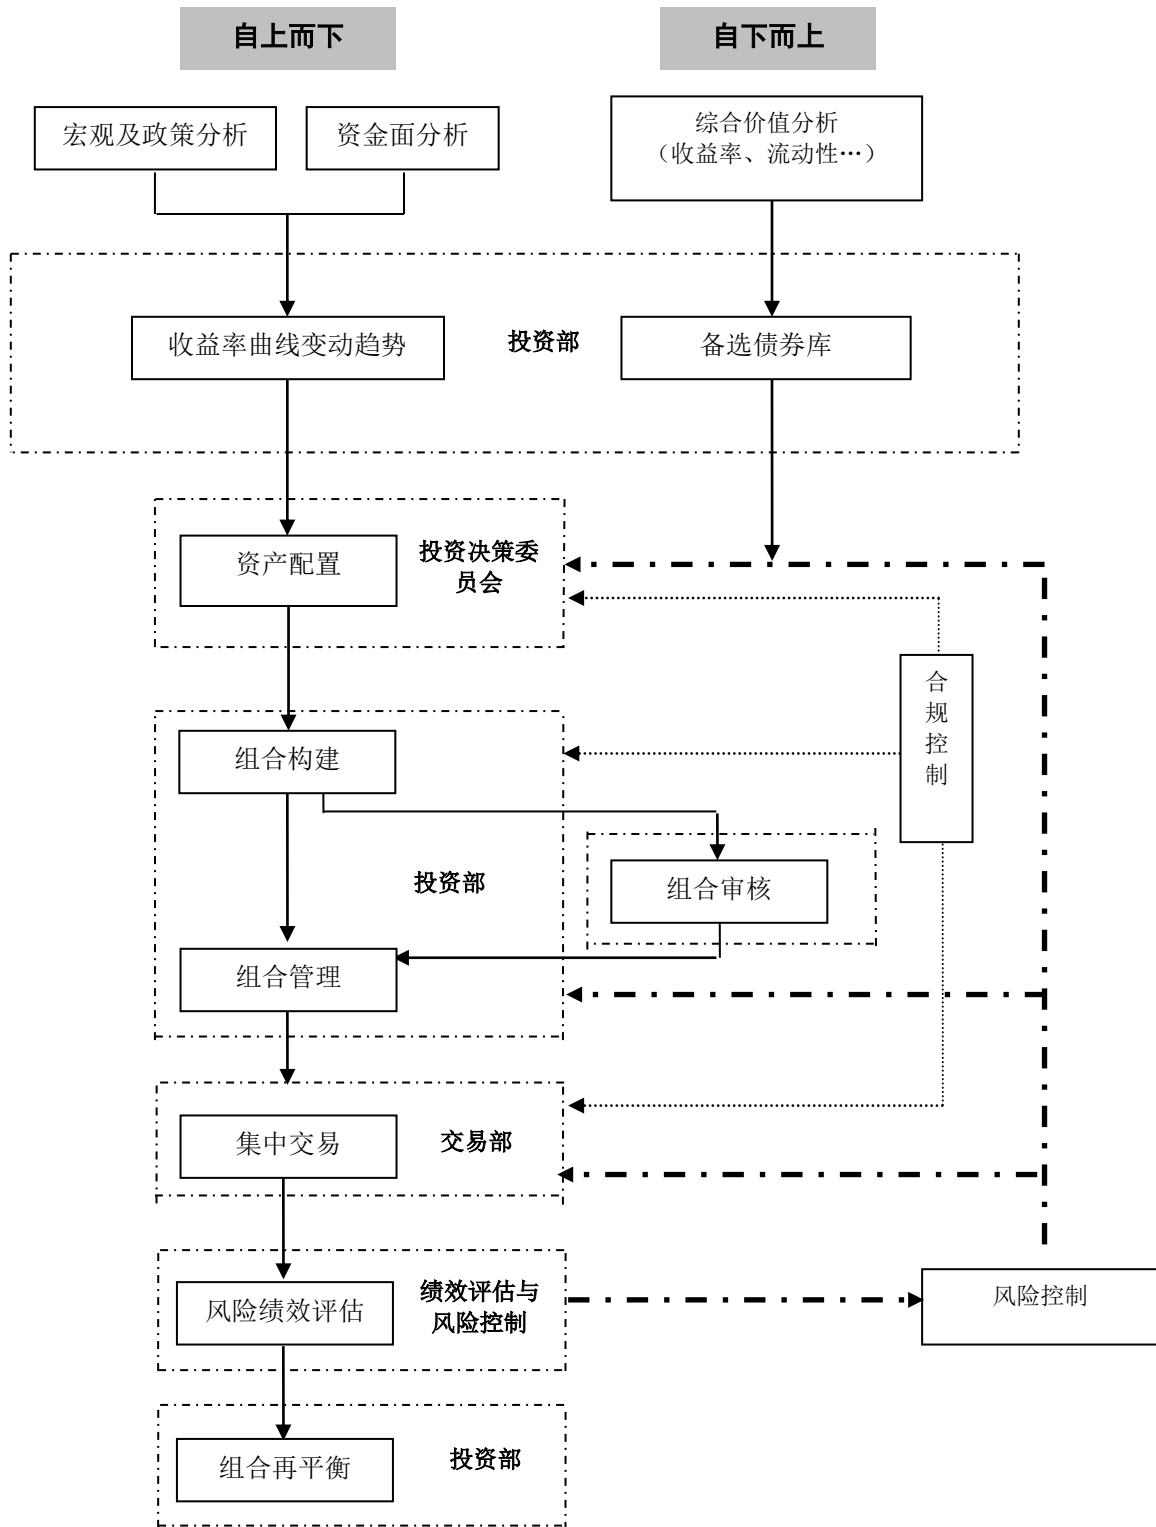 自上而下
自下而上
宏观及政策分析
资金面分析
综合价值分析
（收益率、流动性…）
收益率曲线变动趋势
投资部
备选债券库
资产配置
投资决策委
员会
合
规
控
制
组合构建
投资部
组合审核
组合管理
集中交易
交易部
风险绩效评估
绩效评估与
风险控制
风险控制
组合再平衡
投资部